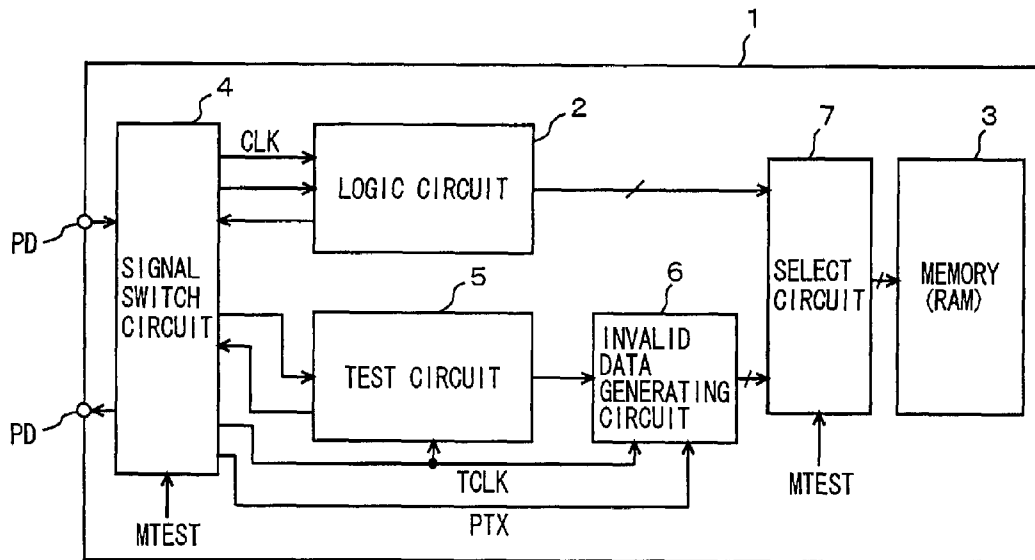 1
4
CLK
2
LOGIC CIRCUIT
7
3
PD
SIGNAL
SWITCH
CIRCUIT
5
TEST CIRCUIT
6
INVALID
DATA
GENERATING
CIRCUIT
SELECT
CIRCUIT
MEMORY
(RAM)
PD
TCLK
PTX
MTEST
MTEST